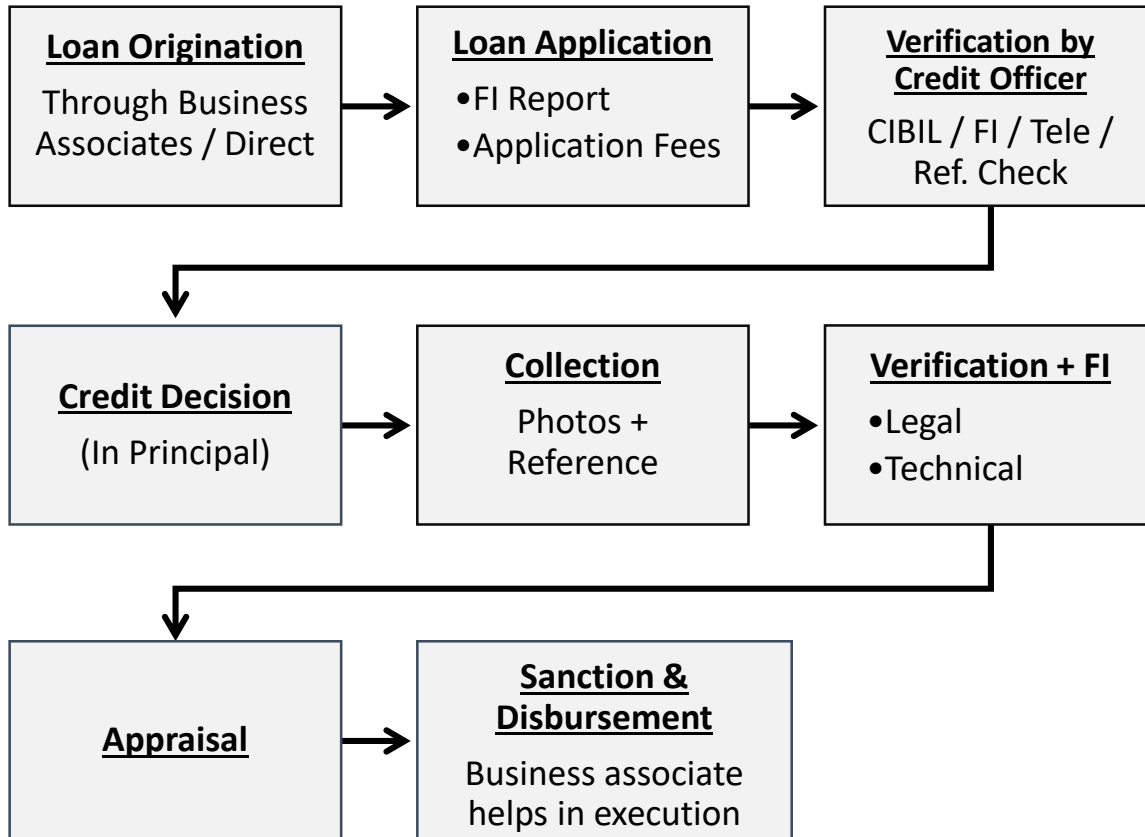 Loan Origination
Through Business
Associates / Direct
Loan Application
•FI Report
•Application Fees
Verification by
Credit Officer
CIBIL / FI / Tele /
Ref. Check
Credit Decision
(In Principal)
Collection
Photos +
Reference
Verification + FI
•Legal
•Technical
Appraisal
Sanction &
Disbursement
Business associate
helps in execution